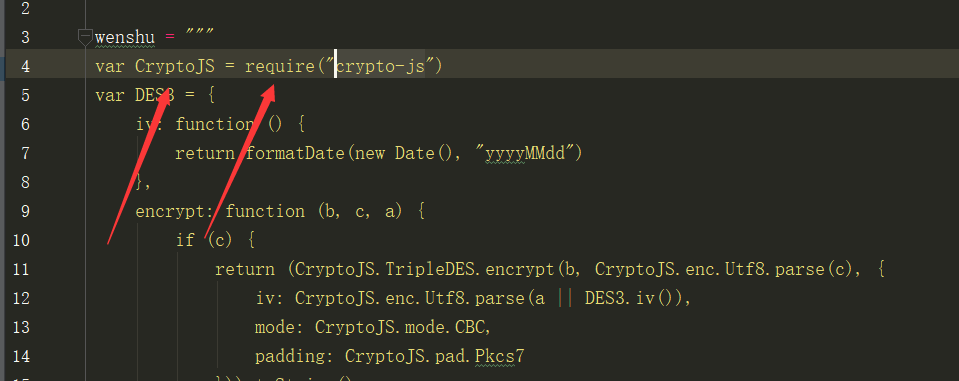 2
3 wenshu = """
4 var CryptoJS = require("crypto-js")
5 var DES3 = {
6 iv: function () {
7 return formatDate(new Date(), "yyyyMMdd")
8 },
9 encrypt: function (b, c, a) {
10 if (c) {
11 return (CryptoJS.TripleDES.encrypt(b, CryptoJS.enc.Utf8.parse(c), {
12 iv: CryptoJS.enc.Utf8.parse(a || DES3.iv()),
13 mode: CryptoJS.mode.CBC,
14 padding: CryptoJS.pad.Pkcs7